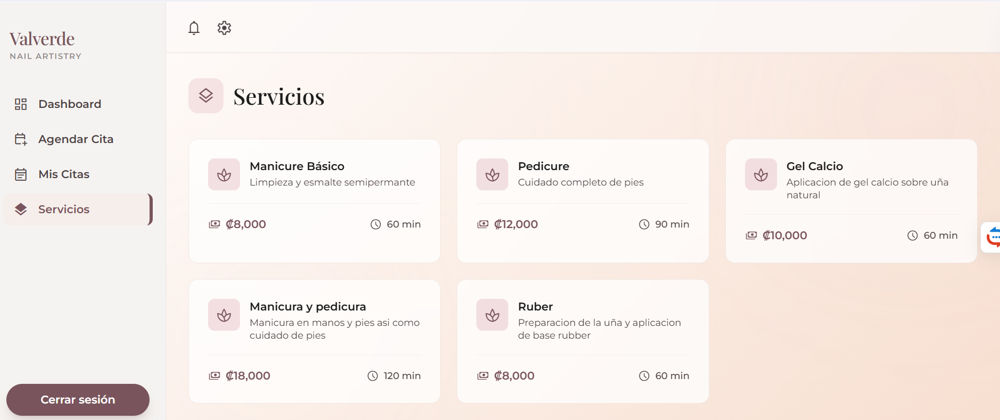 Valverde
NAIL ARTISTRY
Dashboard
Agendar Cita
Mis Citas
Servicios
Cerrar sesión
Servicios
Manicure Básico
Limpieza y esmalte semipermante
₡8,000
60 min
Pedicure
Cuidado completo de pies
₡12,000
90 min
Gel Calcio
Aplicacion de gel calcio sobre uña
natural
₡10,000
60 min
Manicura y pedicura
Manicura en manos y pies asi como
cuidado de pies
₡18,000
120 min
Ruber
Preparacion de la uña y aplicacion
de base rubber
₡8,000
60 min